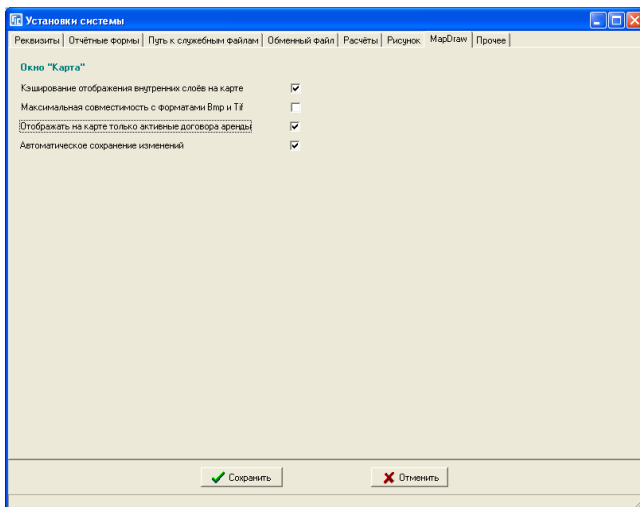 Установки системы
Реквизиты Отчётные формы Путь к служебным файлам Обменный файл Расчёты Рисунок MapDraw Прочее
Окно "Карта"
Кэширование отображения внутренних слоёв на карте
Максимальная совместимость с форматами Bmp и Tif
Отображать на карте только активные договора аренды
Автоматическое сохранение изменений
Сохранить Отменить